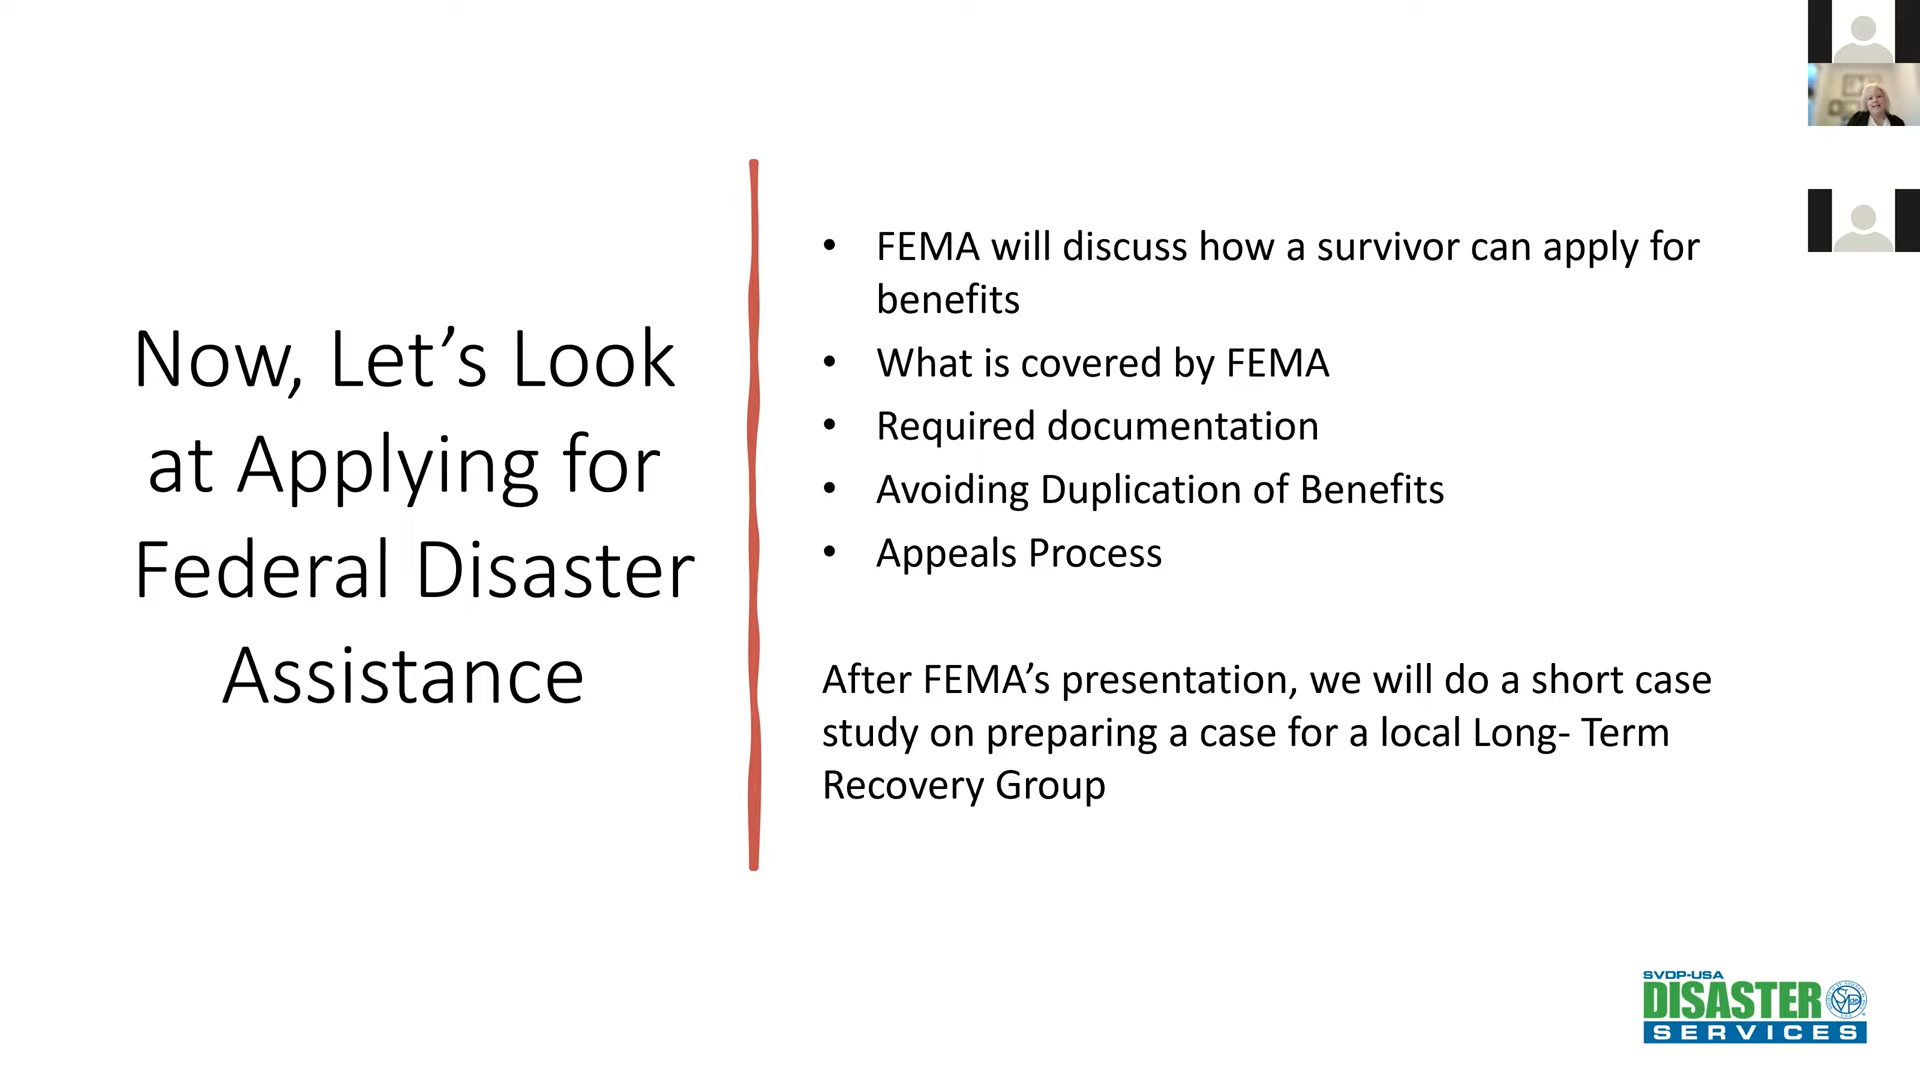 Now, Let’s Look
at Applying for
Federal Disaster
Assistance
• FEMA will discuss how a survivor can apply for
benefits
• What is covered by FEMA
• Required documentation
• Avoiding Duplication of Benefits
• Appeals Process
After FEMA’s presentation, we will do a short case
study on preparing a case for a local Long- Term
Recovery Group
SVDP-USA
DISASTER
SERVICES